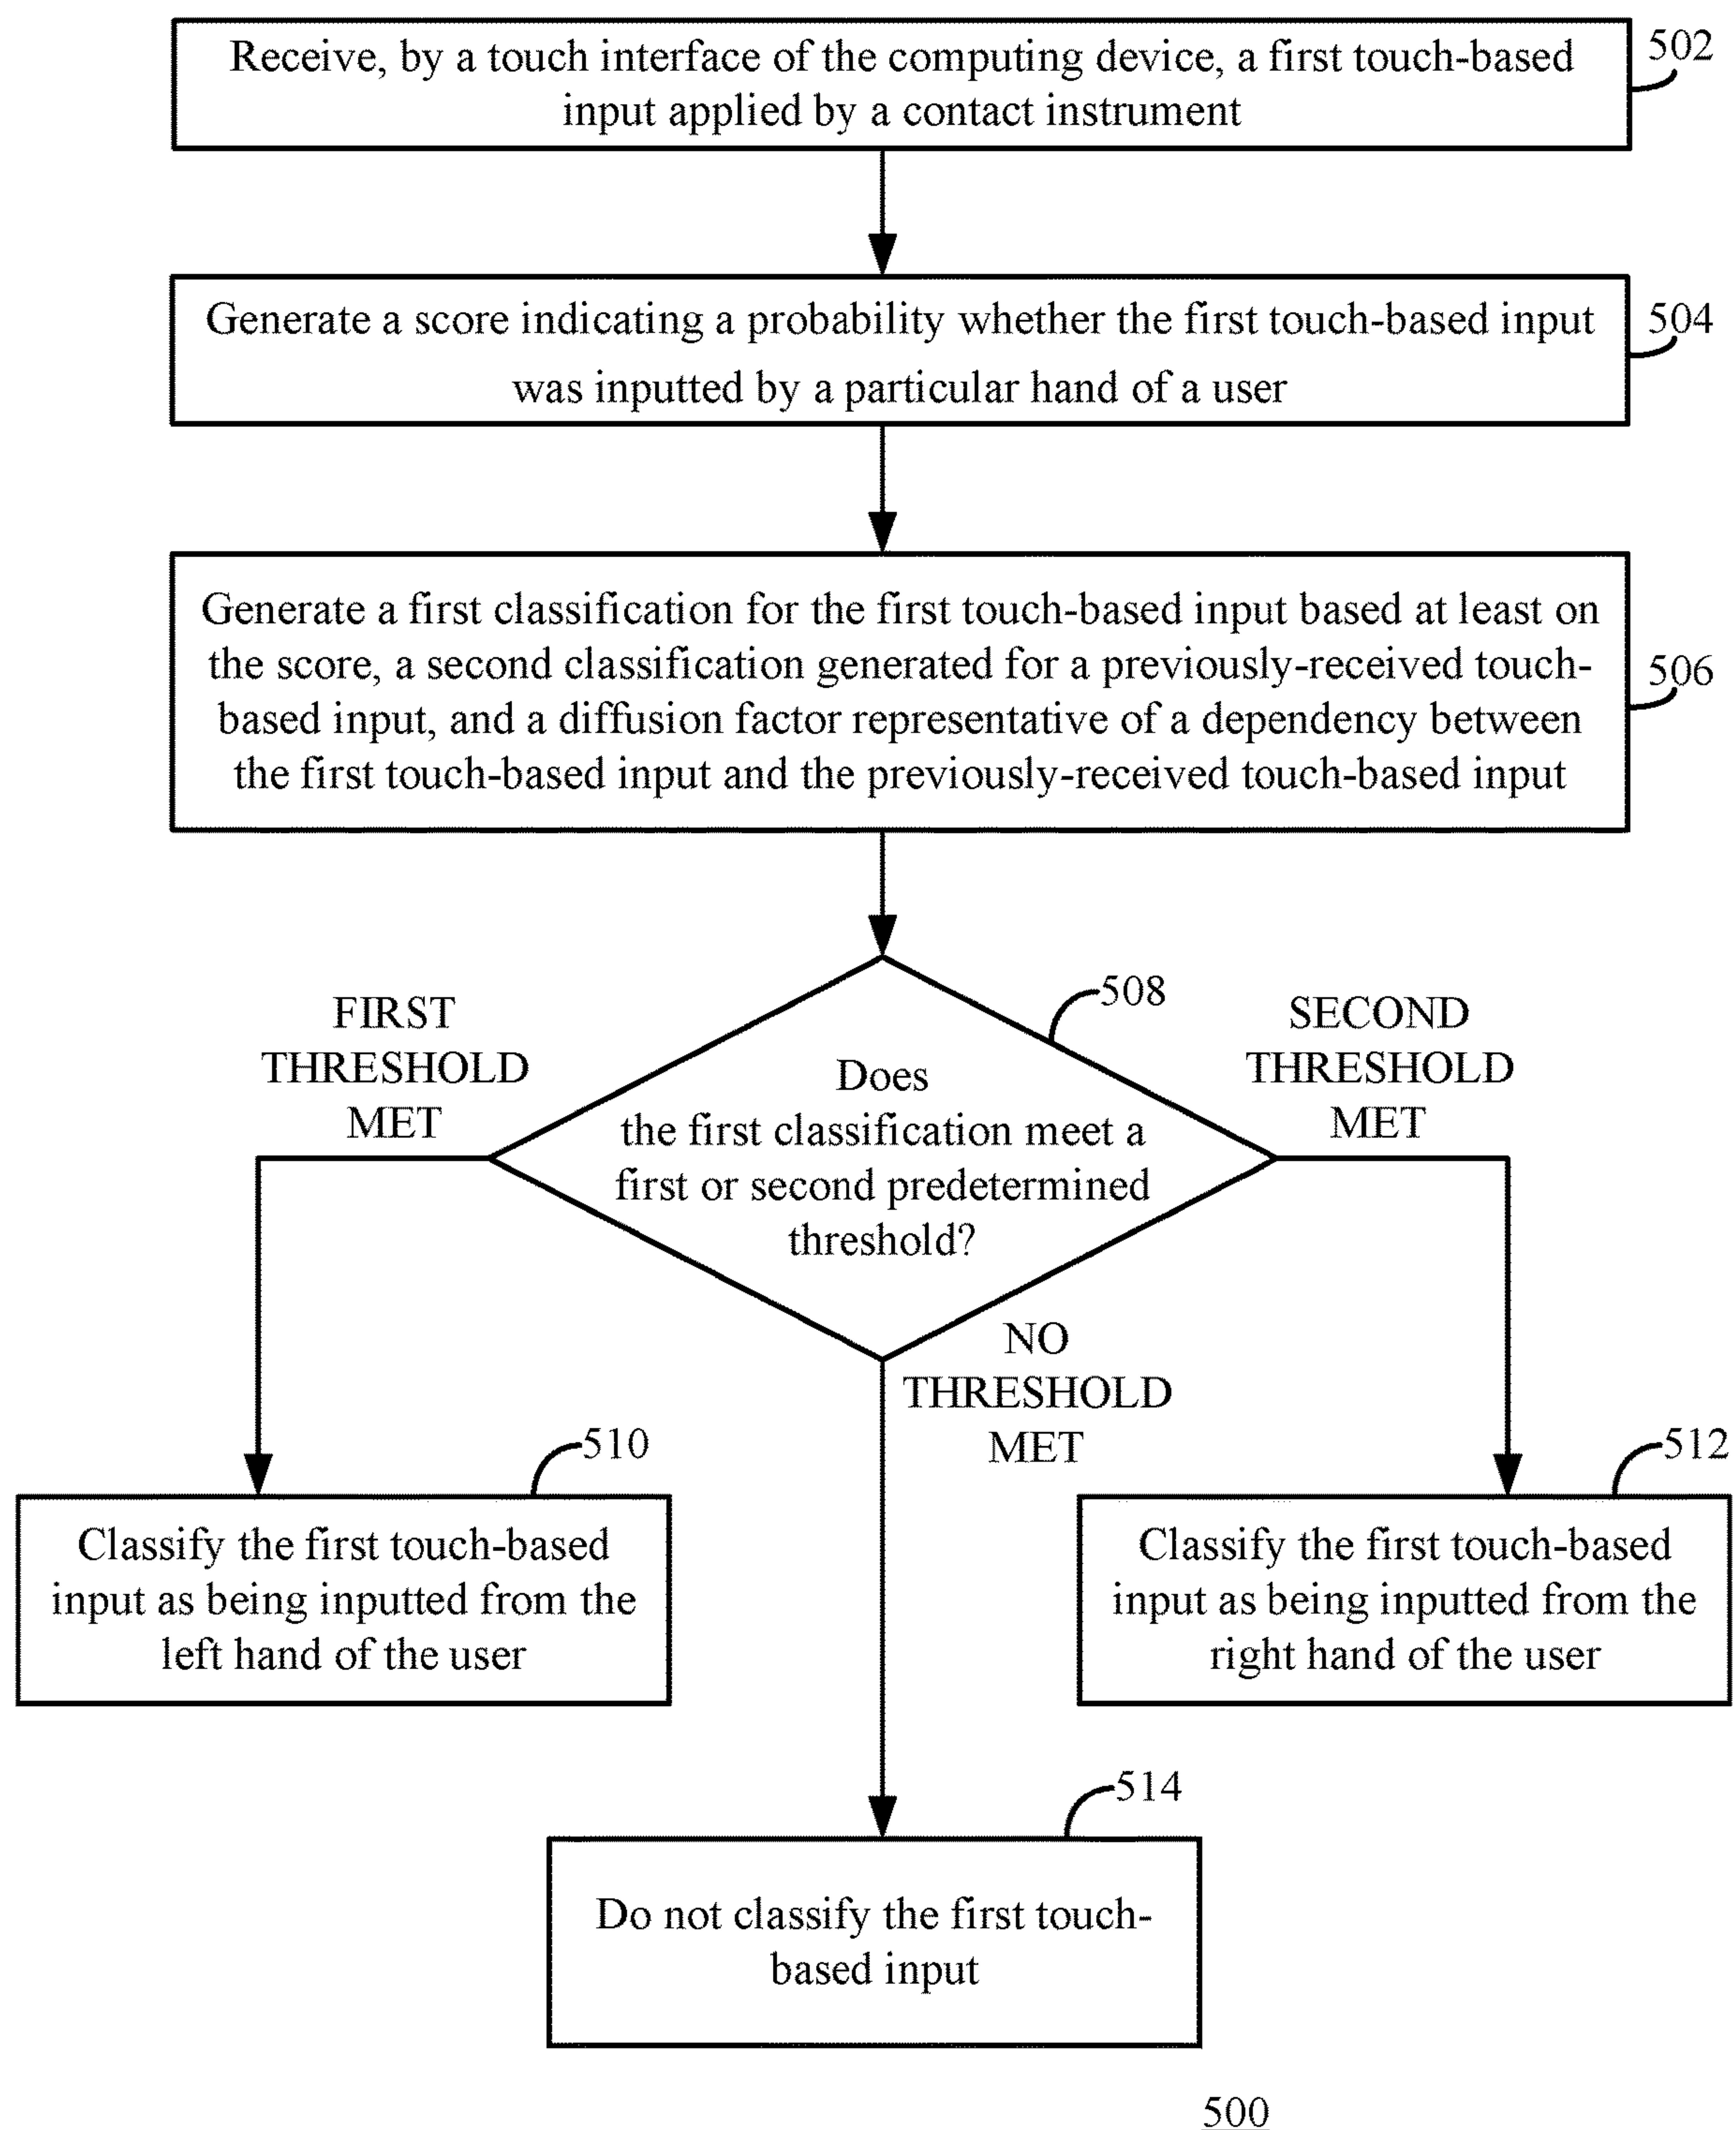 Receive, by a touch interface of the computing device, a first touch-based
input applied by a contact instrument
502
Generate a score indicating a probability whether the first touch-based input
was inputted by a particular hand of a user
504
Generate a first classification for the first touch-based input based at least on
the score, a second classification generated for a previously-received touch-
based input, and a diffusion factor representative of a dependency between
the first touch-based input and the previously-received touch-based input
506
508
Does
the first classification meet a
first or second predetermined
threshold?
FIRST
THRESHOLD
MET
SECOND
THRESHOLD
MET
NO
THRESHOLD
MET
510
Classify the first touch-based
input as being inputted from the
left hand of the user
512
Classify the first touch-based
input as being inputted from the
right hand of the user
514
Do not classify the first touch-
based input
500